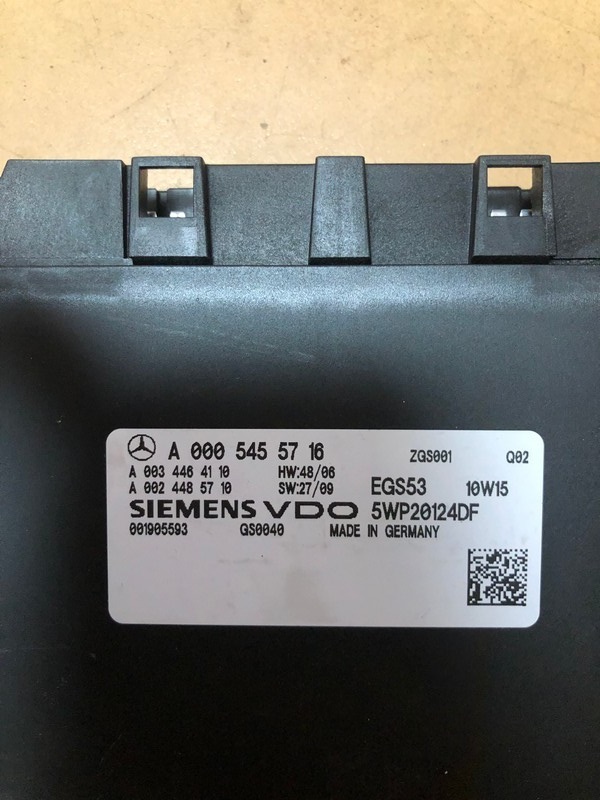 A 000 545 57 16 ZGS001 Q02
A 003 446 41 10 HW:48/06
A 002 448 57 10 SW:27/09 EGS53 10W15
SIEMENS VDO 5WP20124DF
001905593 GS0040 MADE IN GERMANY